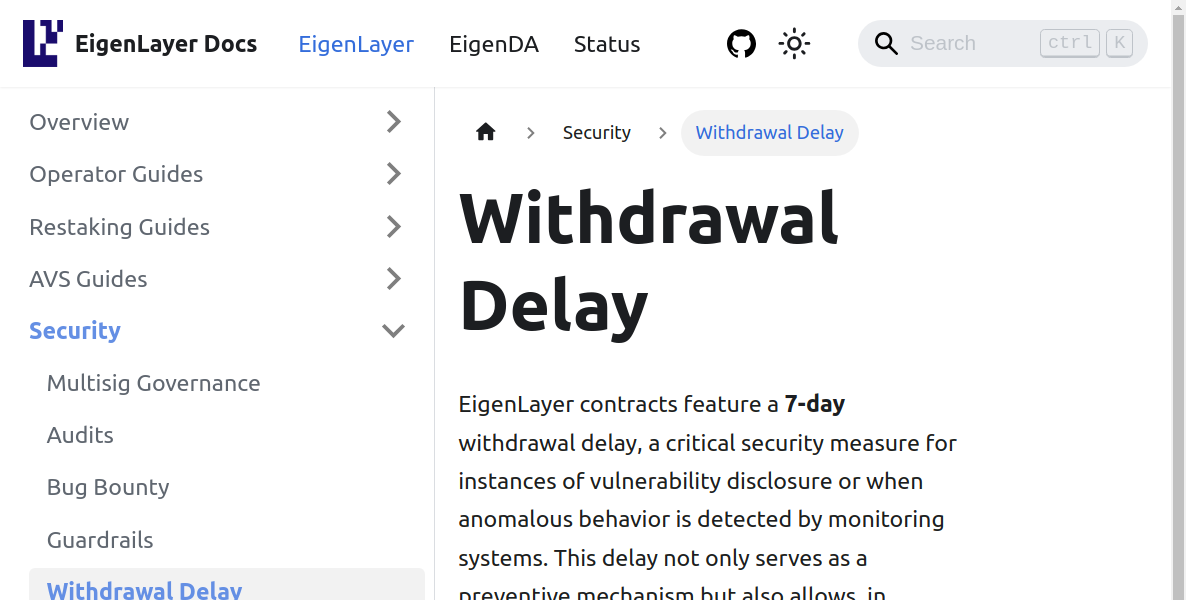 EigenLayer Docs
EigenLayer
EigenDA
Status
Search
ctrl
K
Overview
Operator Guides
Restaking Guides
AVS Guides
Security
Multisig Governance
Audits
Bug Bounty
Guardrails
Withdrawal Delay
Security
Withdrawal Delay
Withdrawal
Delay
EigenLayer contracts feature a 7-day
withdrawal delay, a critical security measure for
instances of vulnerability disclosure or when
anomalous behavior is detected by monitoring
systems. This delay not only serves as a
preventive mechanism but also allows, in